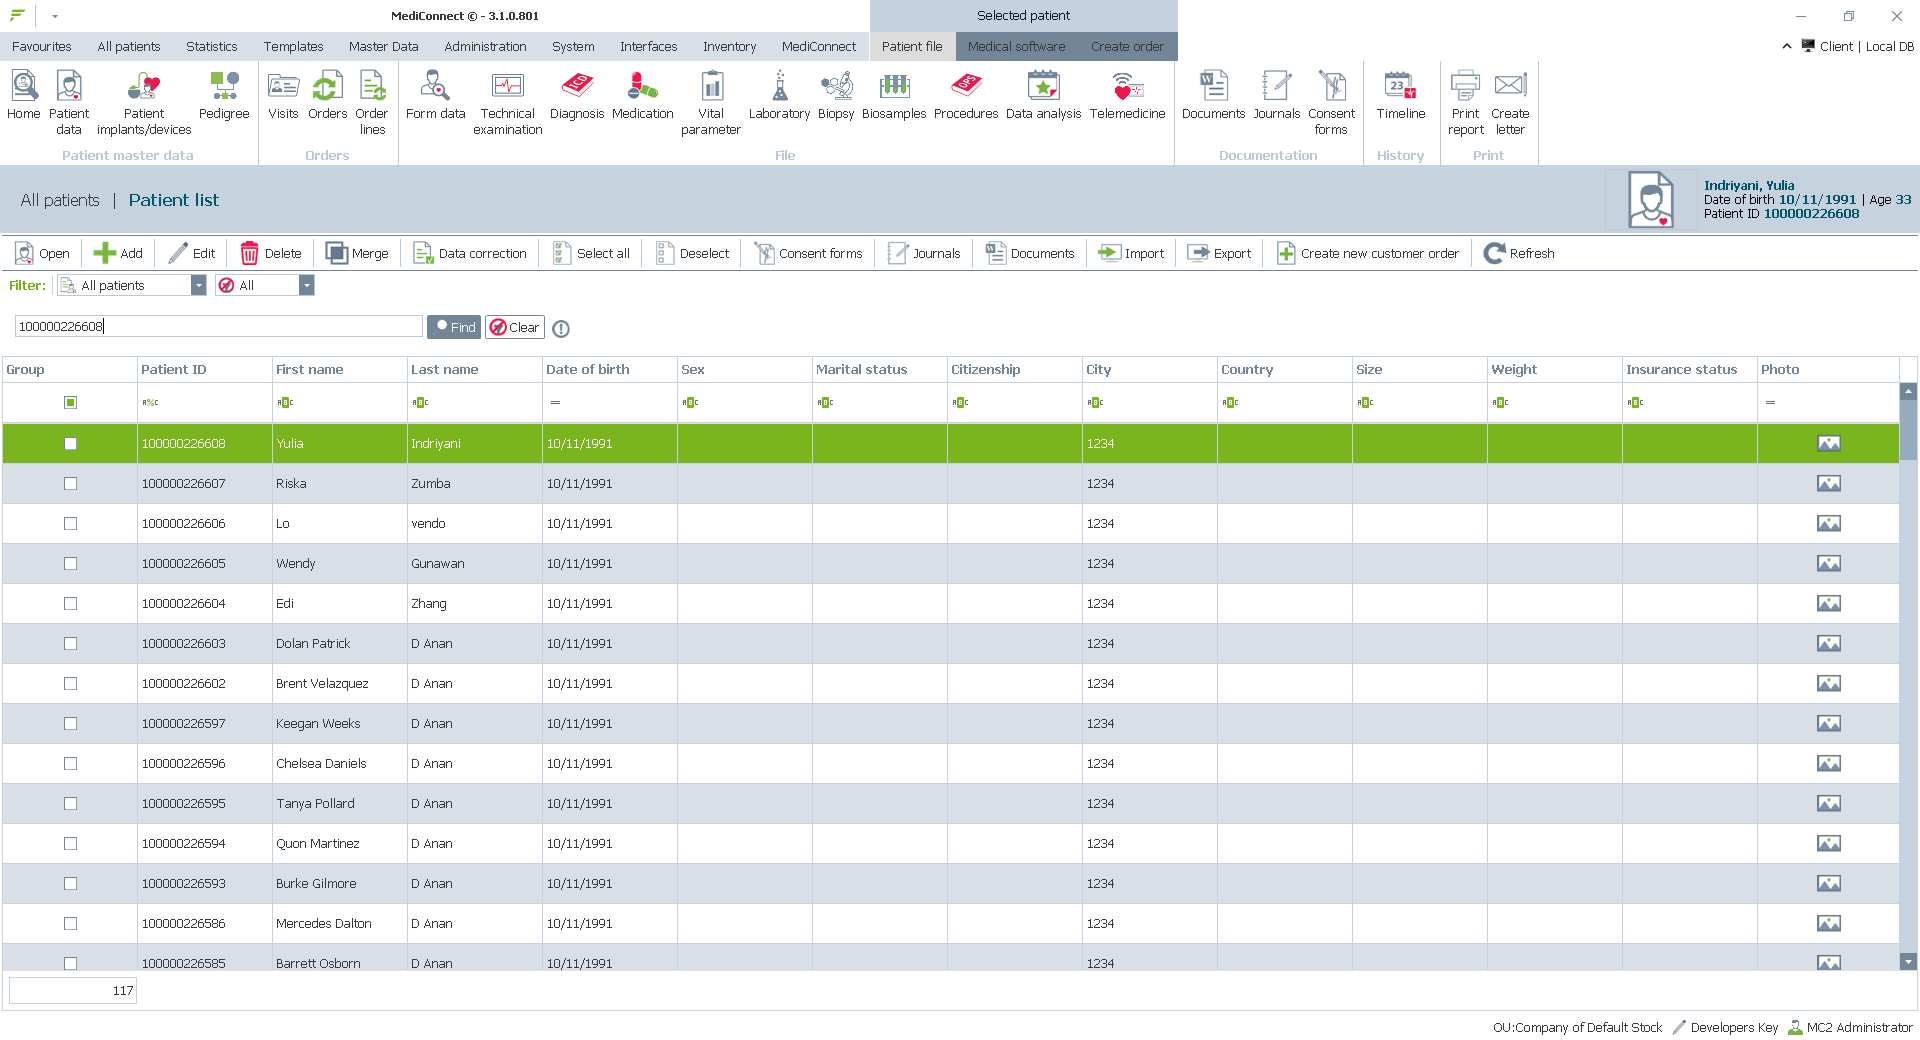 MediConnect © - 3.1.0.801
Selected patient
Favourites All patients Statistics Templates Master Data Administration System Interfaces Inventory MediConnect Patient file Medical software Create order Client | Local DB
Home Patient data Patient implants/devices Pedigree Visits Orders Order lines Form data Technical examination Diagnosis Medication Vital parameter Laboratory Biopsy Biosamples Procedures Data analysis Telemedicine Documents Journals Consent forms Timeline Print report Create letter
Patient master data Orders File Documentation History Print
All patients | Patient list
Indriyani, Yulia
Date of birth 10/11/1991 | Age 33
Patient ID 100000226608
Open Add Edit Delete Merge Data correction Select all Deselect Consent forms Journals Documents Import Export Create new customer order Refresh
Filter: All patients All
100000226608 Find Clear
Group Patient ID First name Last name Date of birth Sex Marital status Citizenship City Country Size Weight Insurance status Photo
100000226608 Yulia Indriyani 10/11/1991 1234
100000226607 Riska Zumba 10/11/1991 1234
100000226606 Lo vendo 10/11/1991 1234
100000226605 Wendy Gunawan 10/11/1991 1234
100000226604 Edi Zhang 10/11/1991 1234
100000226603 Dolan Patrick D Anan 10/11/1991 1234
100000226602 Brent Velazquez D Anan 10/11/1991 1234
100000226597 Keegan Weeks D Anan 10/11/1991 1234
100000226596 Chelsea Daniels D Anan 10/11/1991 1234
100000226595 Tanya Pollard D Anan 10/11/1991 1234
100000226594 Quon Martinez D Anan 10/11/1991 1234
100000226593 Burke Gilmore D Anan 10/11/1991 1234
100000226586 Mercedes Dalton D Anan 10/11/1991 1234
100000226585 Barrett Osborn D Anan 10/11/1991 1234
117
OU:Company of Default Stock Developers Key MC2 Administrator